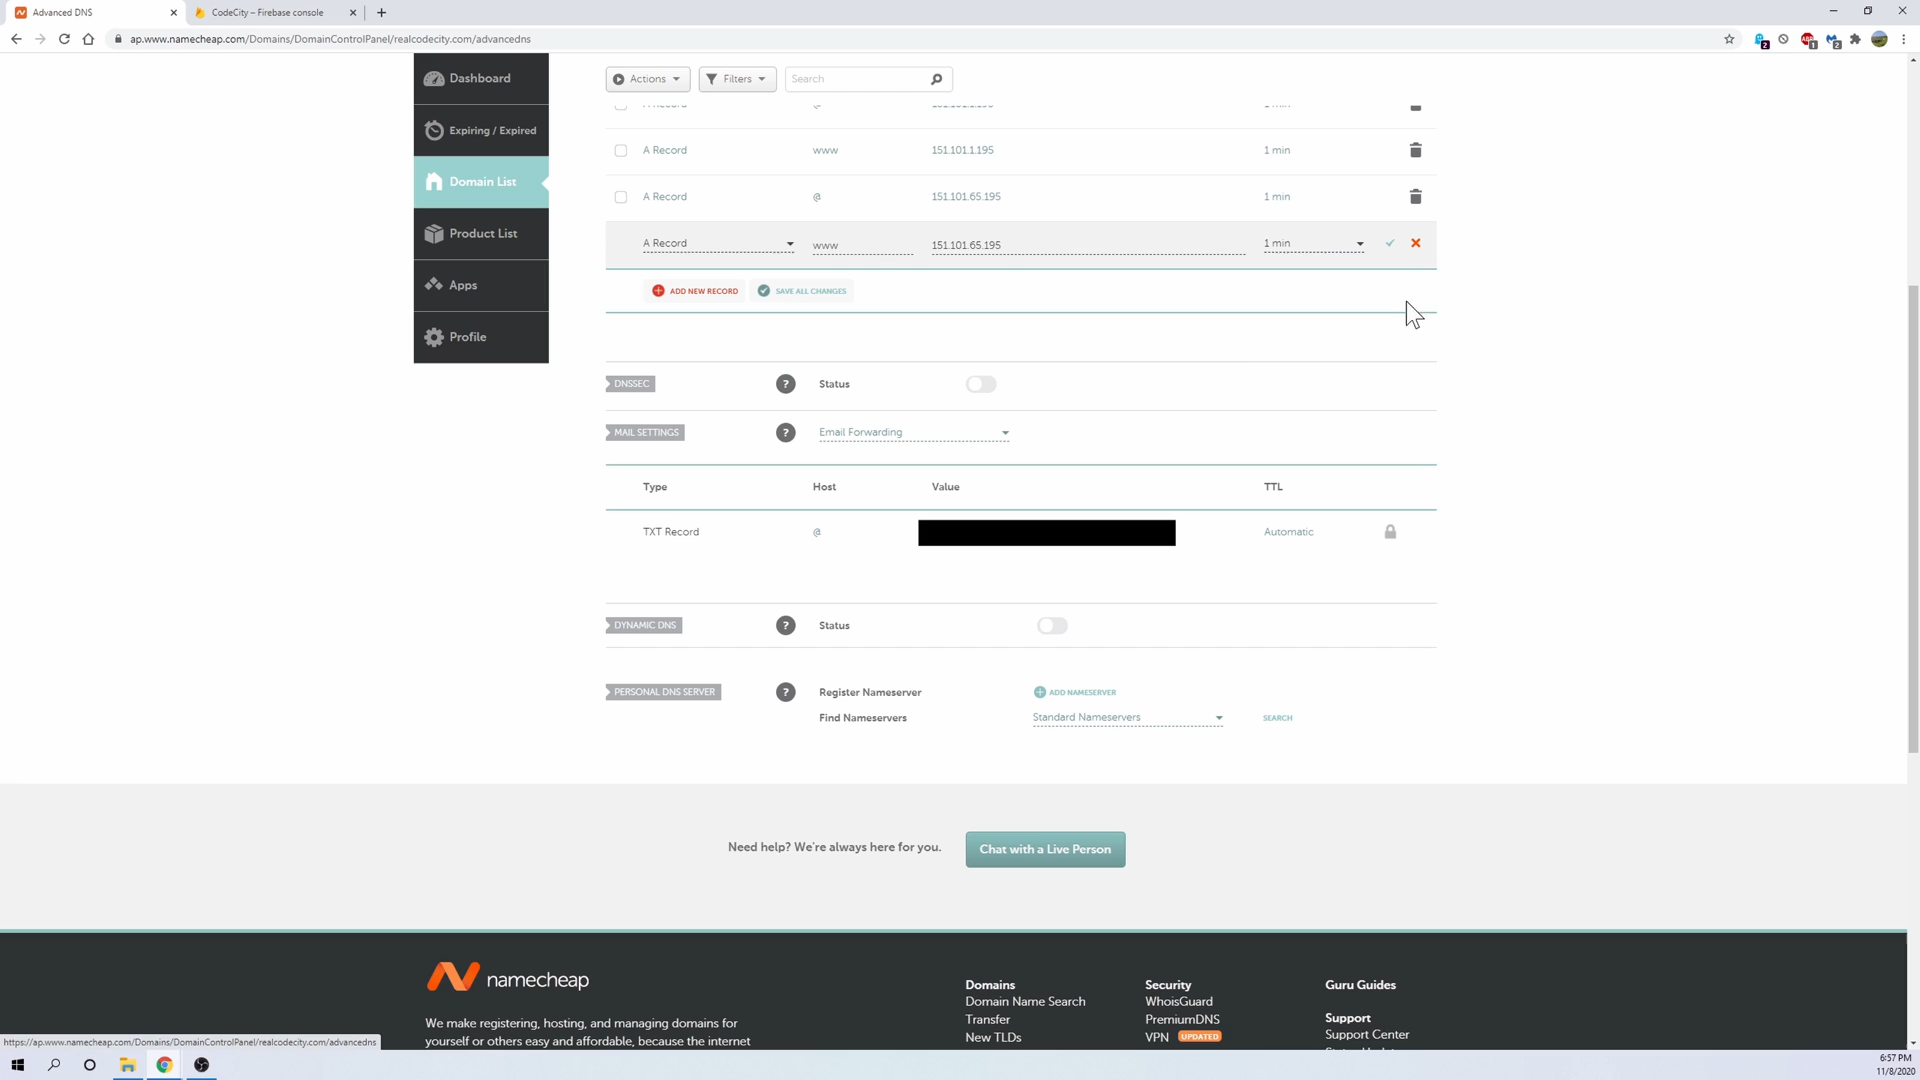 Advanced DNS
CodeCity – Firebase console
ap.www.namecheap.com/Domains/DomainControlPanel/realcodecity.com/advancedns
2
1
2
Dashboard
Expiring / Expired
Domain List
Product List
Apps
Profile
Actions
Filters
Search
A Record www 151.101.1.195 1 min
A Record @ 151.101.65.195 1 min
A Record www 151.101.65.195 1 min
ADD NEW RECORD SAVE ALL CHANGES
DNSSEC ? Status
MAIL SETTINGS ? Email Forwarding
Type Host Value TTL
TXT Record @ Automatic
DYNAMIC DNS ? Status
PERSONAL DNS SERVER ? Register Nameserver ADD NAMESERVER
Find Nameservers Standard Nameservers SEARCH
Need help? We're always here for you. Chat with a Live Person
namecheap
We make registering, hosting, and managing domains for
yourself or others easy and affordable, because the internet
Domains
Domain Name Search
Transfer
New TLDs
Security
WhoisGuard
PremiumDNS
VPN UPDATED
Guru Guides
Support
Support Center
https://ap.www.namecheap.com/Domains/DomainControlPanel/realcodecity.com/advancedns
6:57 PM
11/8/2020